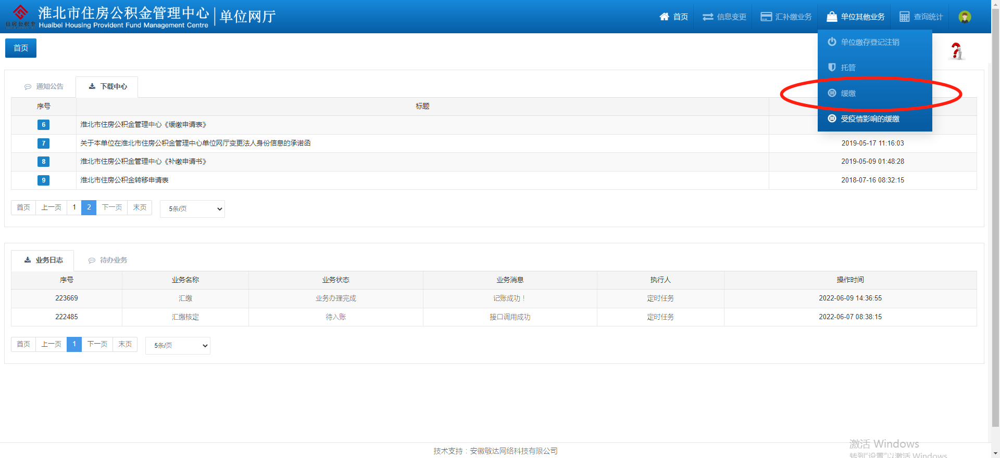 住房公积金
淮北市住房公积金管理中心 单位网厅
Huaibei Housing Provident Fund Management Centre
首页 信息变更 汇补缴业务 单位其他业务 查询统计
首页
单位缴存登记注销
托管
缓缴
受疫情影响的缓缴
通知公告 下载中心
序号 标题
6 淮北市住房公积金管理中心《缓缴申请表》
7 关于本单位在淮北市住房公积金管理中心单位网厅变更法人身份信息的承诺函 2019-05-17 11:16:03
8 淮北市住房公积金管理中心《补缴申请书》 2019-05-09 01:48:28
9 淮北市住房公积金转移申请表 2018-07-16 08:32:15
首页 上一页 1 2 下一页 末页 5条/页
业务日志 待办业务
序号 业务名称 业务状态 业务消息 执行人 操作时间
223669 汇缴 业务办理完成 记账成功！ 定时任务 2022-06-09 14:36:55
222485 汇缴核定 待入账 接口调用成功 定时任务 2022-06-07 08:38:15
首页 上一页 1 下一页 末页 5条/页
技术支持：安徽敏达网络科技有限公司
激活 Windows
转到"设置"以激活 Windows